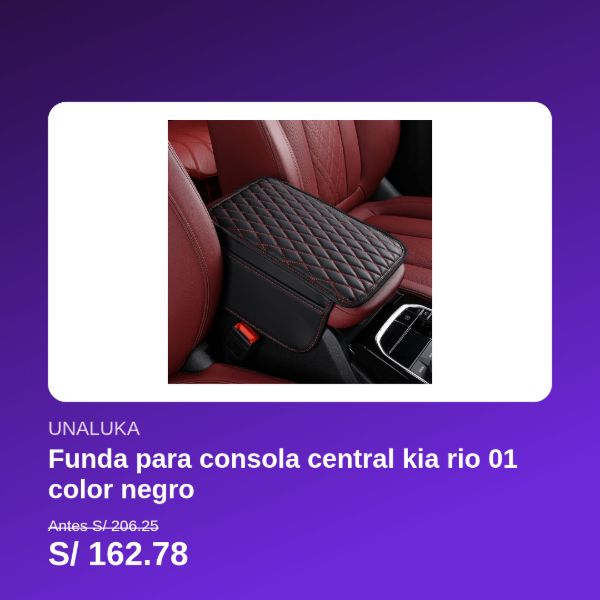 UNALUKA
Funda para consola central kia rio 01
color negro
Antes S/ 206.25
S/ 162.78